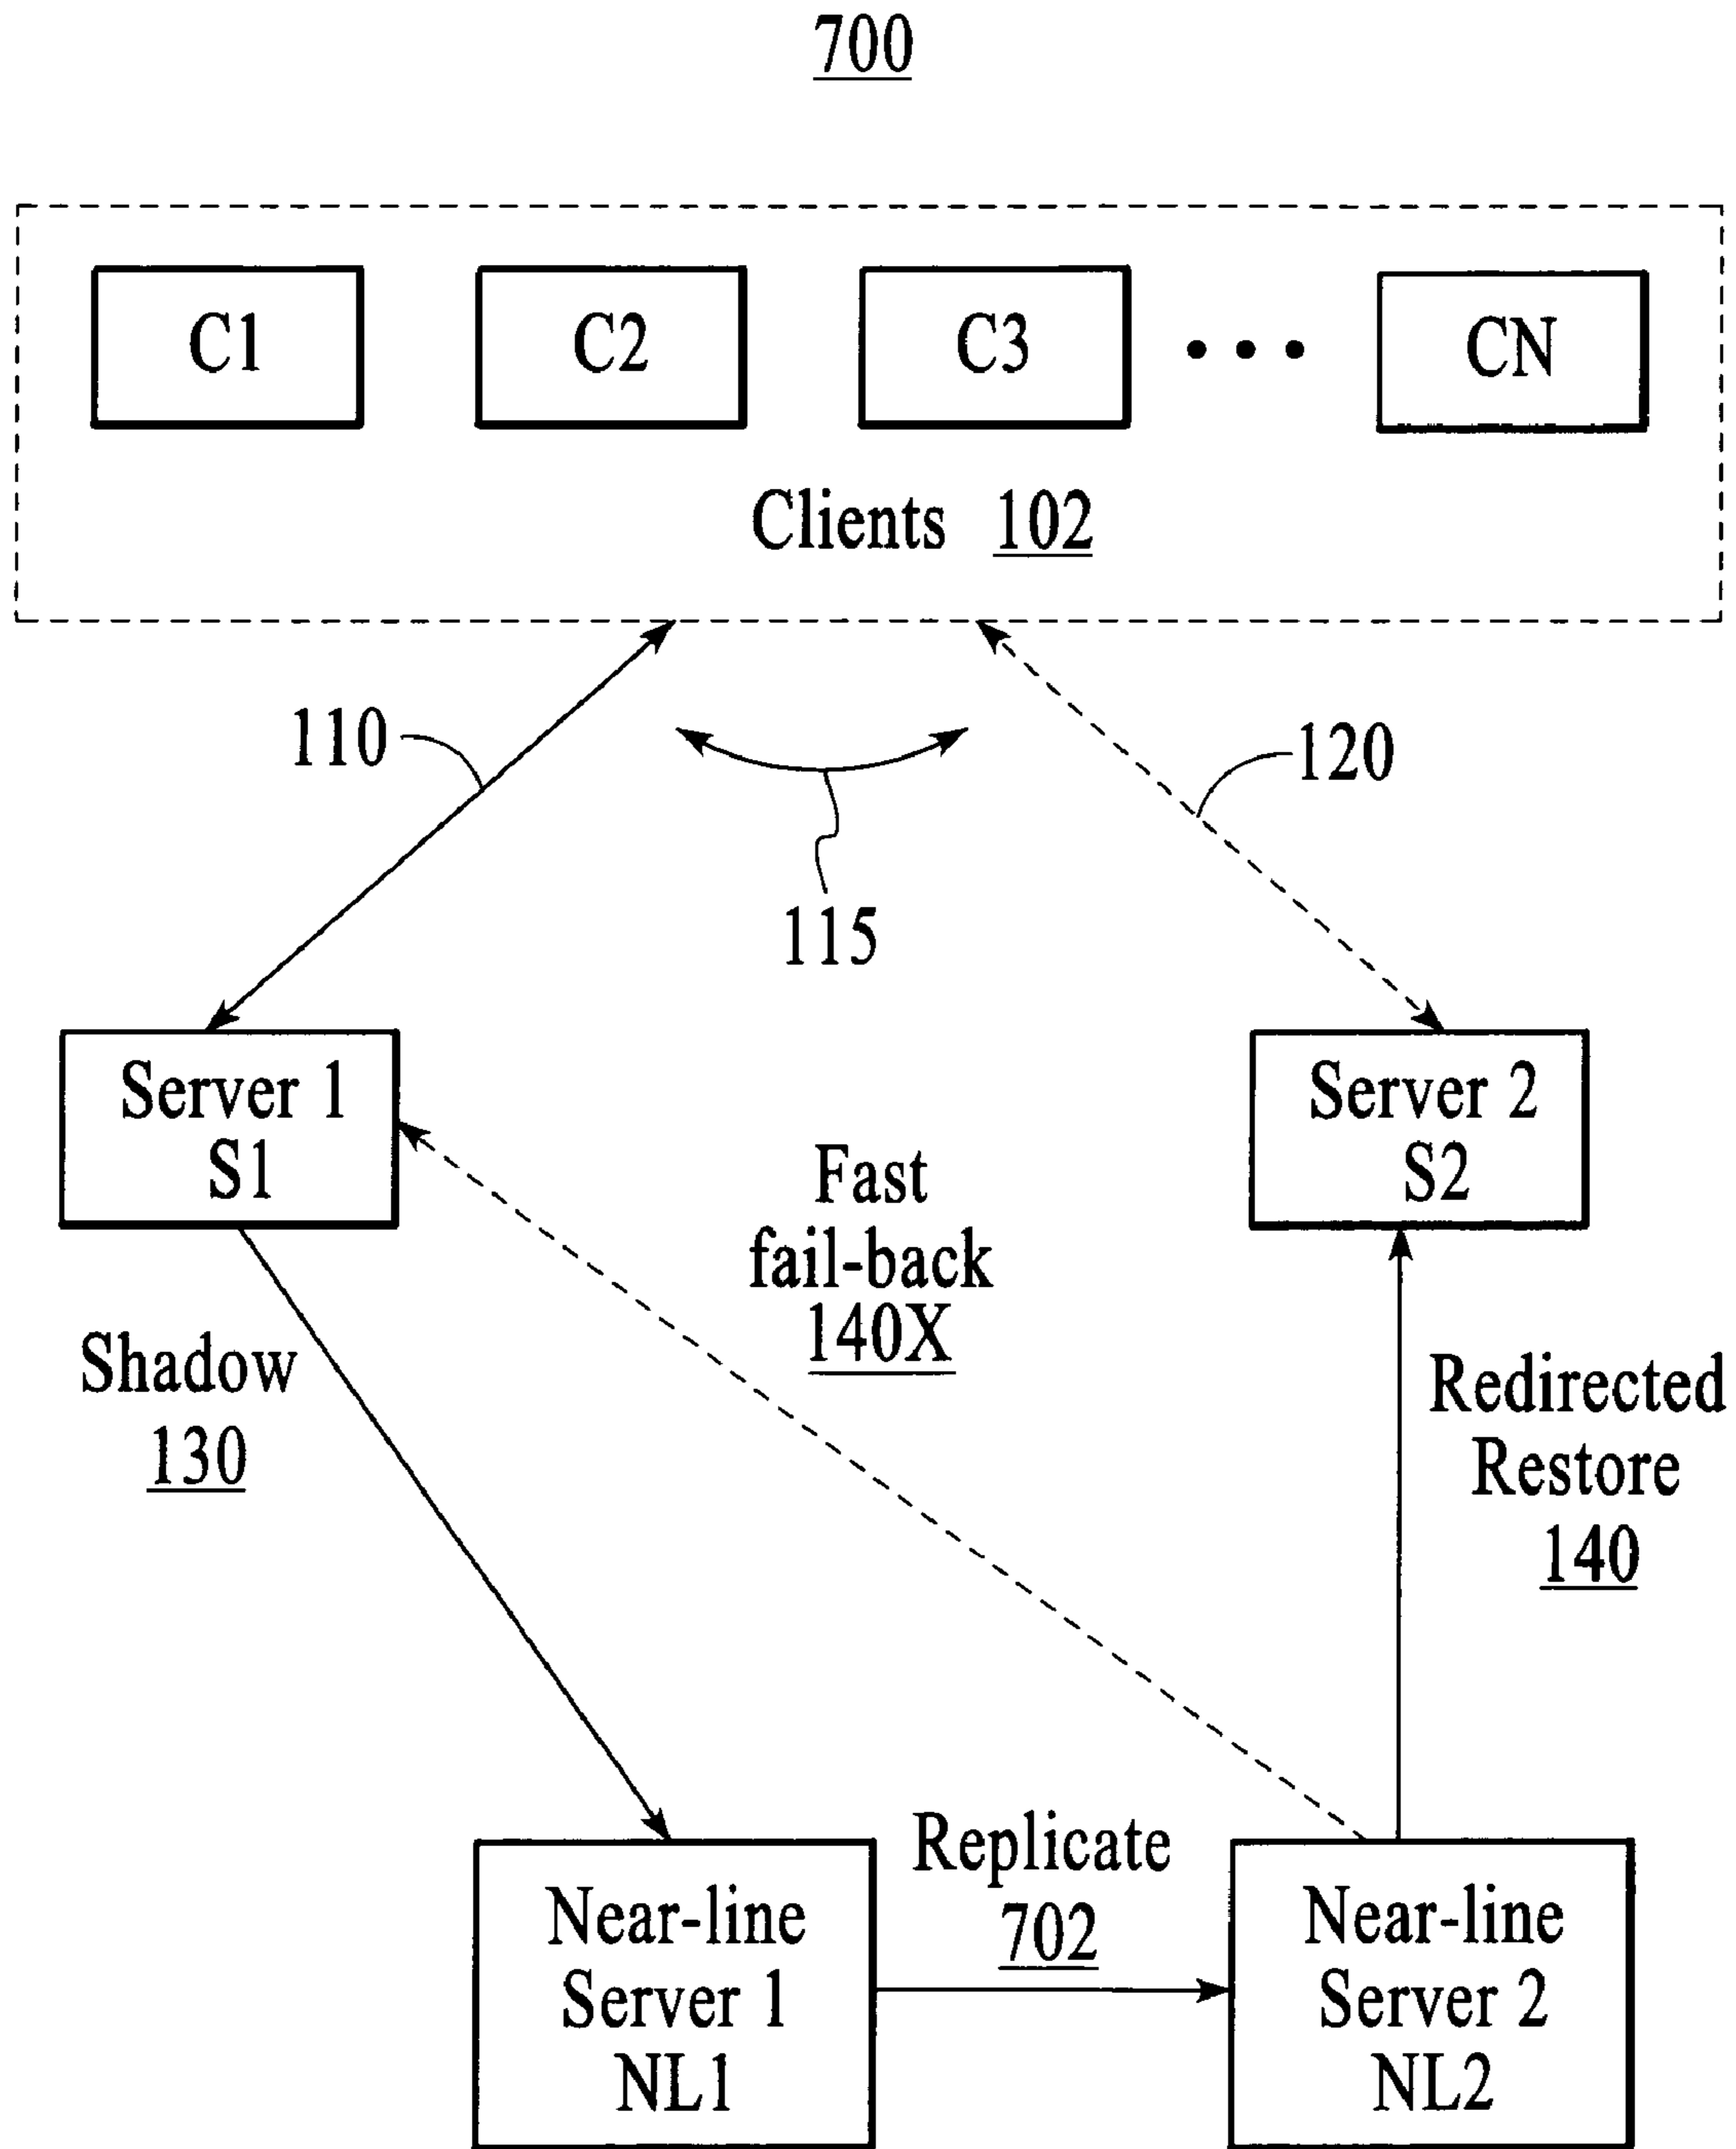 700
C1
C2
C3
CN
Clients 102
110
120
115
Server 1
S1
Server 2
S2
Fast
fail-back
140X
Shadow
130
Redirected
Restore
140
Replicate
702
Near-line
Server 1
NL1
Near-line
Server 2
NL2